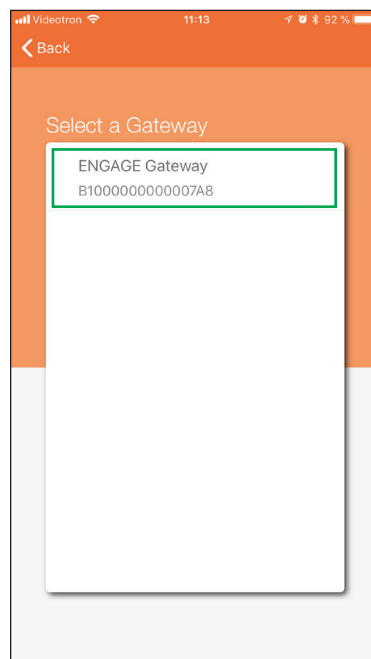 Videotron 11:13 92 %
Back
Select a Gateway
ENGAGE Gateway
B1000000000007A8